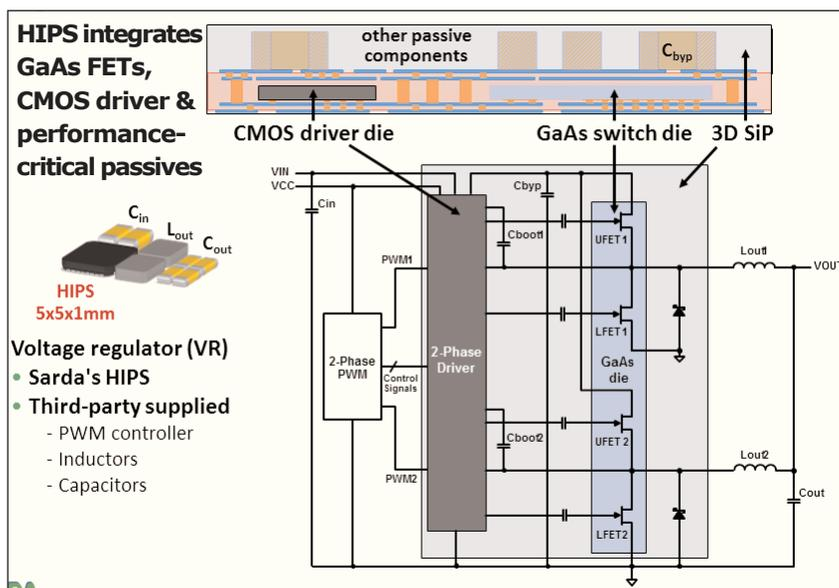 HIPS integrates
GaAs FETs,
CMOS driver &
performance-
critical passives
other passive
components
Cbyp
CMOS driver die
GaAs switch die
3D SiP
Cin
Lout
Cout
HIPS
5x5x1mm
Voltage regulator (VR)
• Sarda's HIPS
• Third-party supplied
- PWM controller
- Inductors
- Capacitors
VIN
VCC
Cin
Cbyp
Cboot1
UFET 1
PWM1
Lout1
VOUT
LFET 1
2-Phase
PWM
2-Phase
Driver
Control
Signals
GaAs
die
Cboot2
UFET 2
PWM2
Lout2
Cout
LFET2